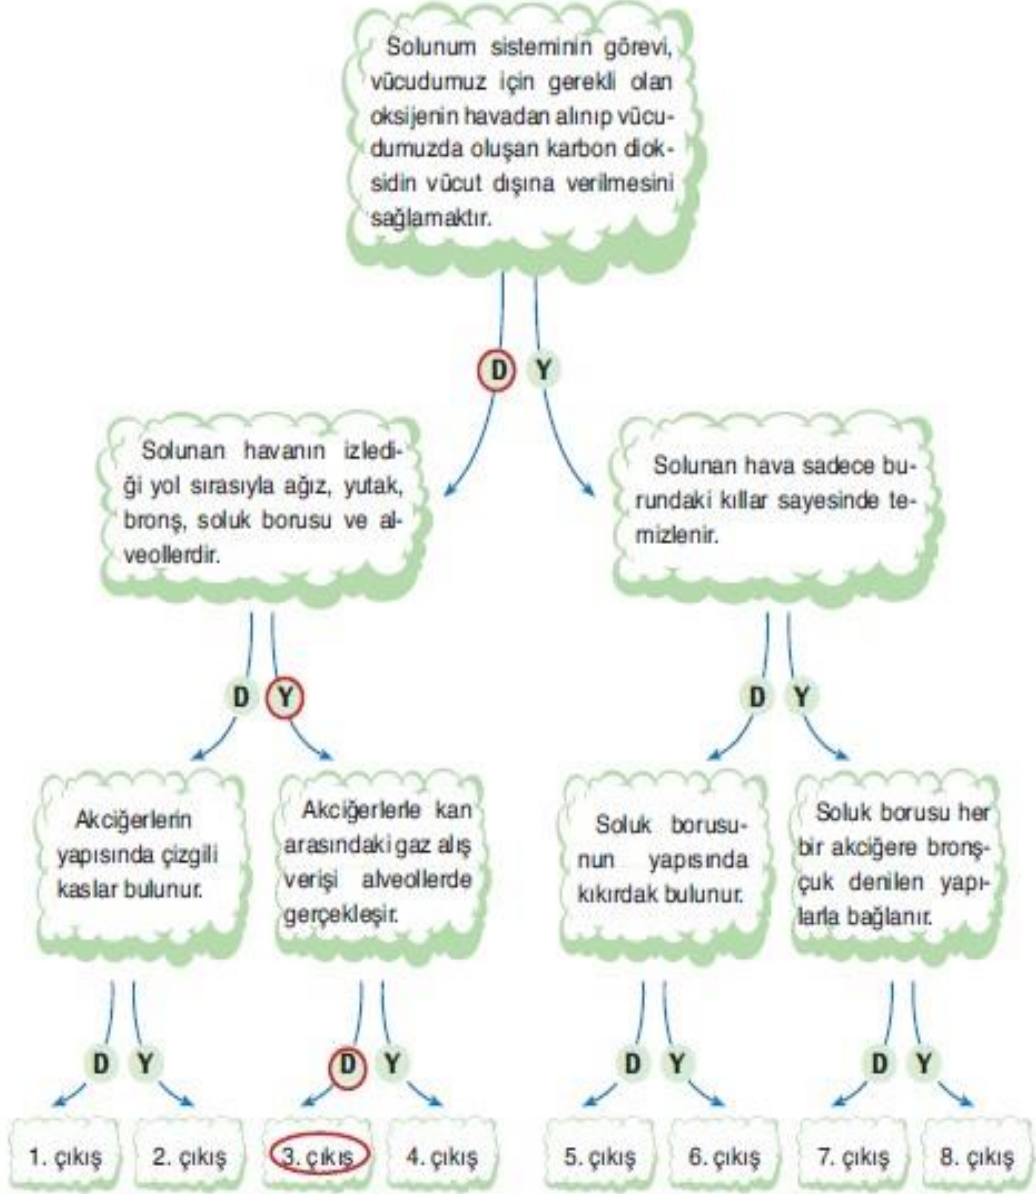 Solunum sisteminin görevi,
vücudumuz için gerekli olan
oksijenin havadan alınıp vücu-
dumuzda oluşan karbon diok-
sidin vücut dışına verilmesini
sağlamaktır.
D Y
Solunan havanın izledi-
ği yol sırasıyla ağız, yutak,
bronş, soluk borusu ve al-
veollerdir.
Solunan hava sadece bu-
rundaki kıllar sayesinde te-
mizlenir.
D Y
D Y
Akciğerlerin
yapısında çizgili
kaslar bulunur.
Akciğerlerle kan
arasındaki gaz alış
verişi alveollerde
gerçekleşir.
Soluk borusu-
nun yapısında
kıkırdak bulunur.
Soluk borusu her
bir akciğere bronş-
çuk denilen yapı-
larla bağlanır.
D Y
D Y
D Y
D Y
1. çıkış
2. çıkış
3. çıkış
4. çıkış
5. çıkış
6. çıkış
7. çıkış
8. çıkış